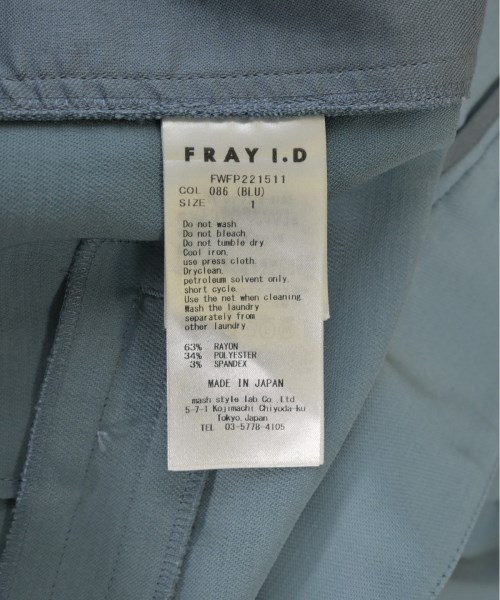 FRAY I.D
FWFP221511
COL 086 (BLU)
SIZE 1
Do not wash.
Do not bleach.
Do not tumble dry
Cool iron.
use press cloth.
Dryclean.
petroleum solvent only.
short cycle.
Use the net when cleaning.
Wash the laundry
separately from
other laundry
63% RAYON
34% POLYESTER
3% SPANDEX
MADE IN JAPAN
mash style lab Co.,Ltd
5-7-1 Kojimachi Chiyoda-ku
Tokyo.Japan
TEL 03-5778-4105